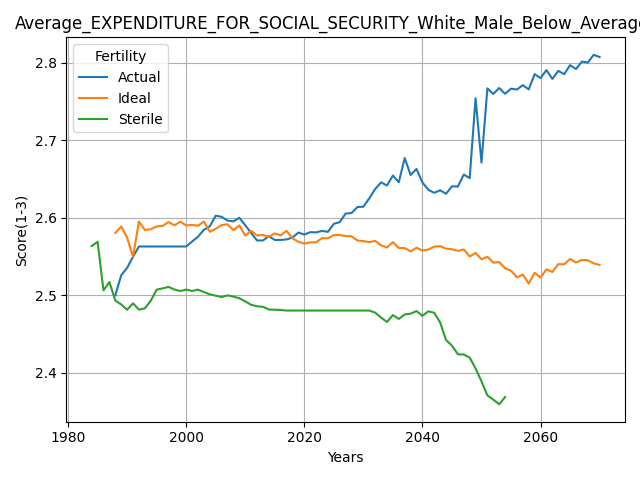 Average_EXPENDITURE_FOR_SOCIAL_SECURITY_White_Male_Below_Average
Fertility
Actual
Ideal
Sterile
Score(1-3)
2.8
2.7
2.6
2.5
2.4
1980 2000 2020 2040 2060
Years